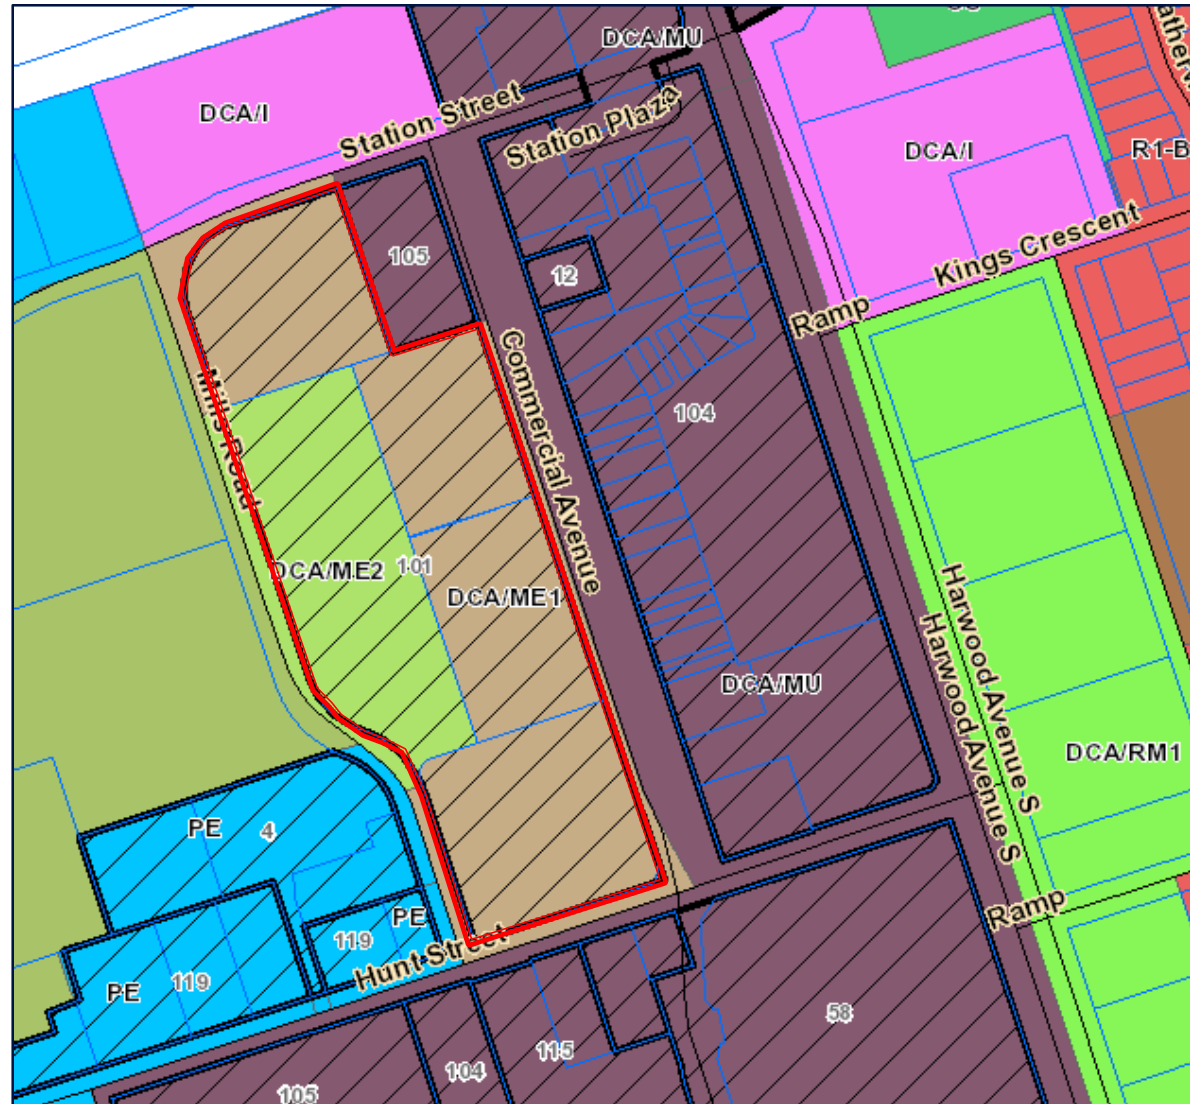 DCA/MU
DCA/I
Station Street
Station Plaza
DCA/I
R1-B
105
12
Kings Crescent
Ramp
Mills Road
Commercial Avenue
104
DCA/ME2
101
DCA/ME1
Harwood Avenue S
Harwood Avenue S
DCA/MU
DCA/RM1
PE
4
PE
119
Ramp
Hunt Street
PE
119
58
115
104
105